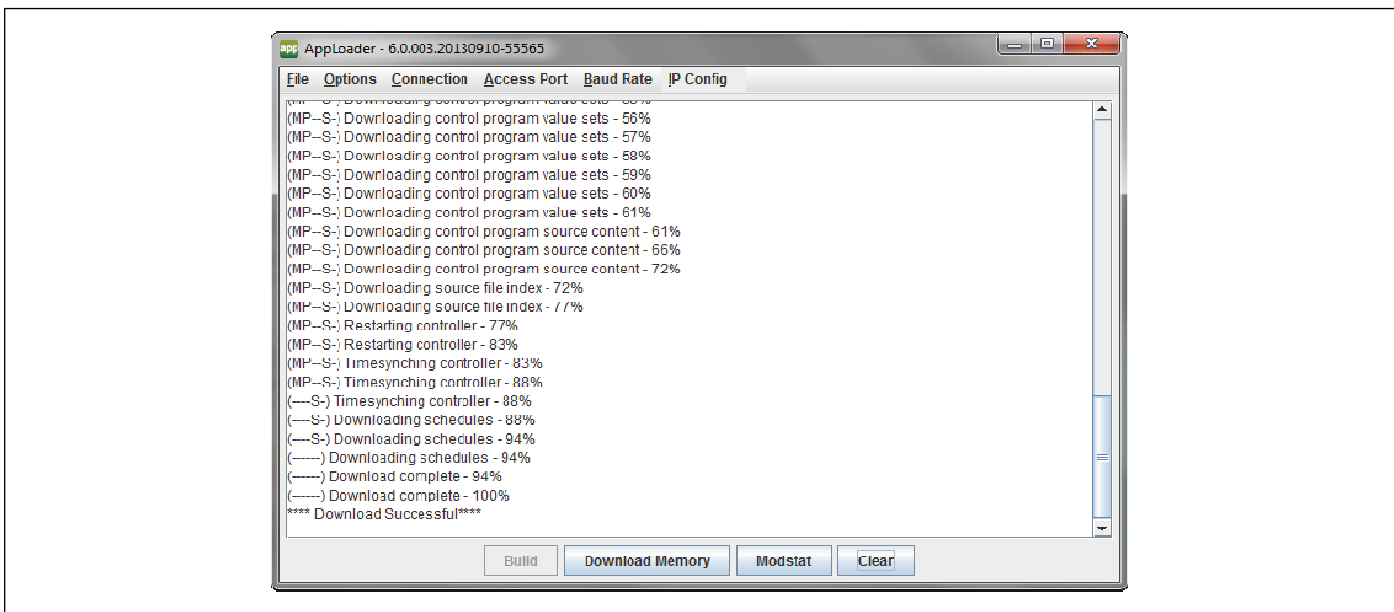 AppLoader - 6.0.003.20130910-55565
File Options Connection Access Port Baud Rate IP Config
(MP--S-) Downloading control program value sets - 56%
(MP--S-) Downloading control program value sets - 57%
(MP--S-) Downloading control program value sets - 58%
(MP--S-) Downloading control program value sets - 59%
(MP--S-) Downloading control program value sets - 60%
(MP--S-) Downloading control program value sets - 61%
(MP--S-) Downloading control program source content - 61%
(MP--S-) Downloading control program source content - 66%
(MP--S-) Downloading control program source content - 72%
(MP--S-) Downloading source file index - 72%
(MP--S-) Downloading source file index - 77%
(MP--S-) Restarting controller - 77%
(MP--S-) Restarting controller - 83%
(MP--S-) Timesynching controller - 83%
(MP--S-) Timesynching controller - 88%
(----S-) Timesynching controller - 88%
(----S-) Downloading schedules - 88%
(----S-) Downloading schedules - 94%
(------) Downloading schedules - 94%
(------) Download complete - 94%
(------) Download complete - 100%
**** Download Successful****
Build Download Memory Modstat Clear